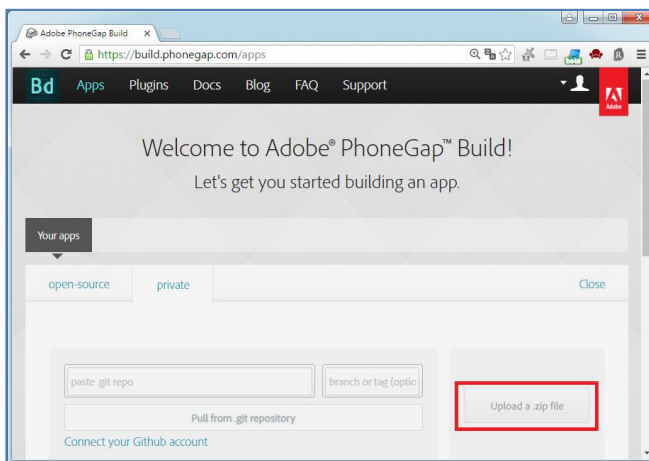 Adobe PhoneGap Build
https://build.phonegap.com/apps
Bd Apps Plugins Docs Blog FAQ Support
Adobe
Welcome to Adobe® PhoneGap™ Build!
Let's get you started building an app.
Your apps
open-source private Close
paste .git repo branch or tag (optio
Upload a .zip file
Pull from .git repository
Connect your Github account